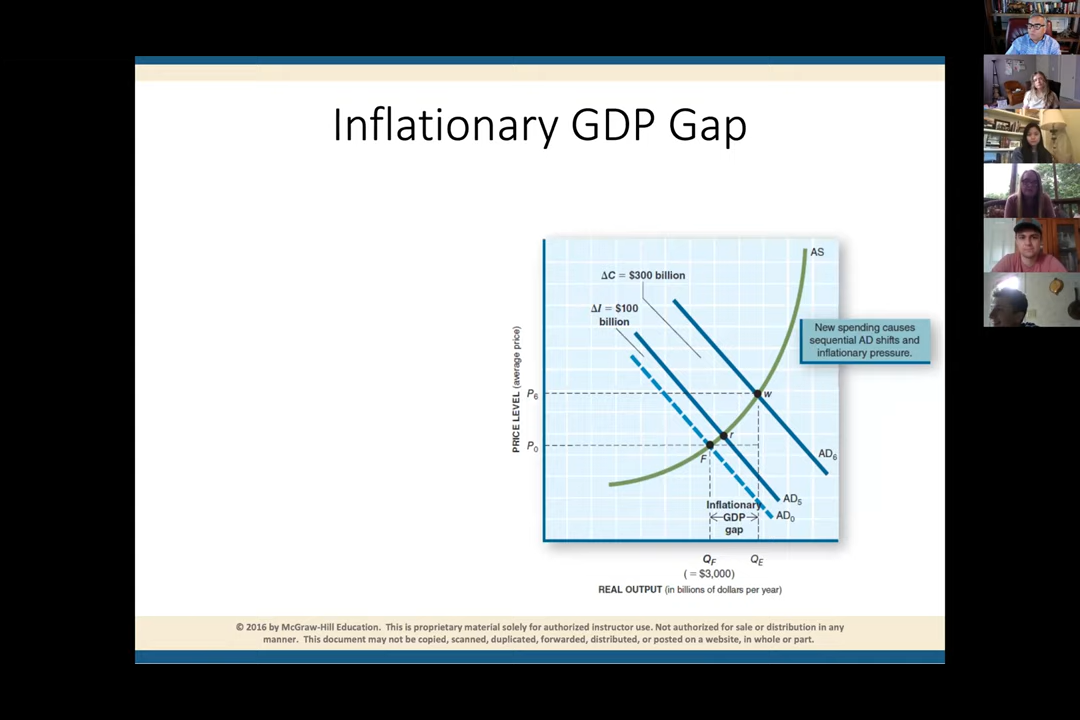 Inflationary GDP Gap
ΔC = $300 billion
ΔI = $100
billion
AS
New spending causes
sequential AD shifts and
inflationary pressure.
PRICE LEVEL (average price)
P6
P0
w
r
F
AD6
AD5
AD0
Inflationary
GDP
gap
QF
QE
( = $3,000)
REAL OUTPUT (in billions of dollars per year)
© 2016 by McGraw-Hill Education. This is proprietary material solely for authorized instructor use. Not authorized for sale or distribution in any
manner. This document may not be copied, scanned, duplicated, forwarded, distributed, or posted on a website, in whole or part.